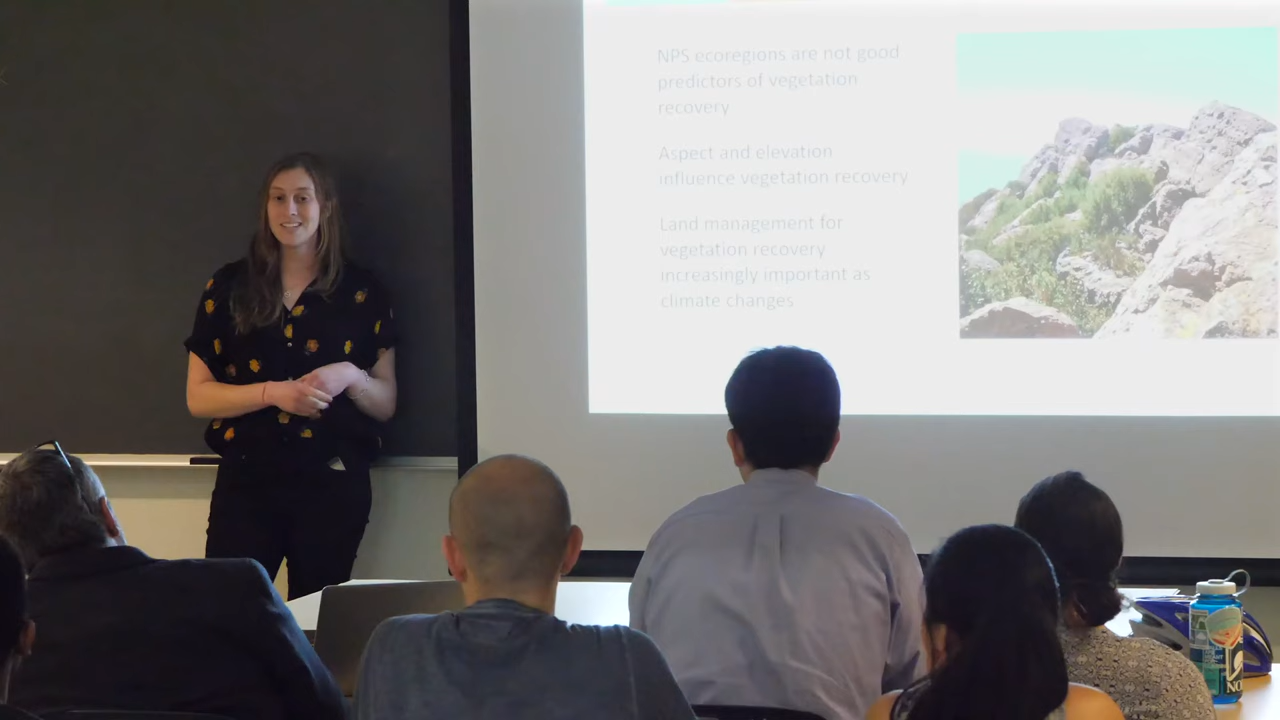 NPS ecoregions are not good
predictors of vegetation
recovery
Aspect and elevation
influence vegetation recovery
Land management for
vegetation recovery
increasingly important as
climate changes
NO